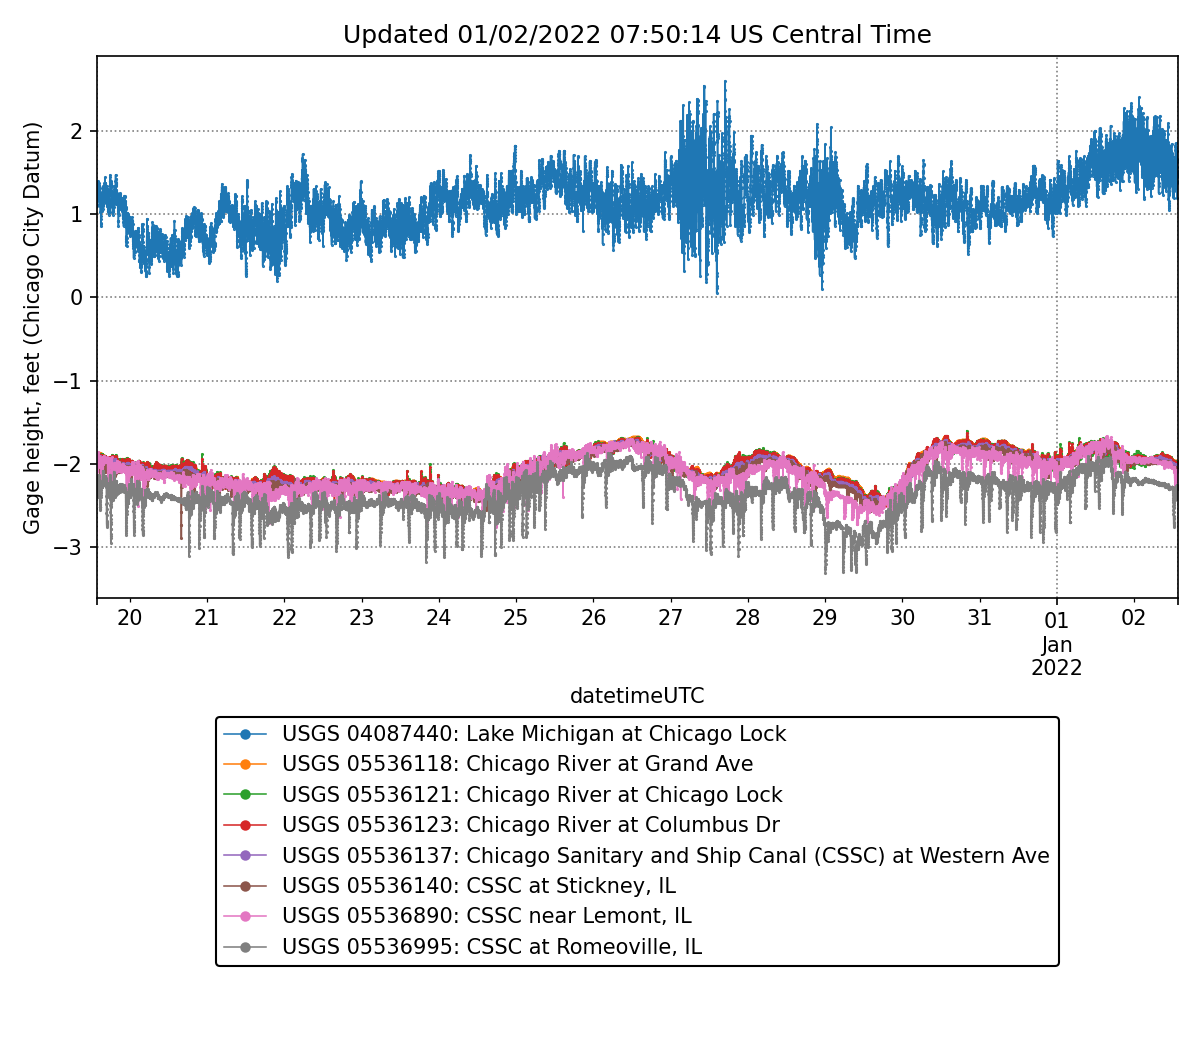 Updated 01/02/2022 07:50:14 US Central Time
Gage height, feet (Chicago City Datum)
2
1
0
−1
−2
−3
20 21 22 23 24 25 26 27 28 29 30 31 01 02
Jan
2022
datetimeUTC
USGS 04087440: Lake Michigan at Chicago Lock
USGS 05536118: Chicago River at Grand Ave
USGS 05536121: Chicago River at Chicago Lock
USGS 05536123: Chicago River at Columbus Dr
USGS 05536137: Chicago Sanitary and Ship Canal (CSSC) at Western Ave
USGS 05536140: CSSC at Stickney, IL
USGS 05536890: CSSC near Lemont, IL
USGS 05536995: CSSC at Romeoville, IL